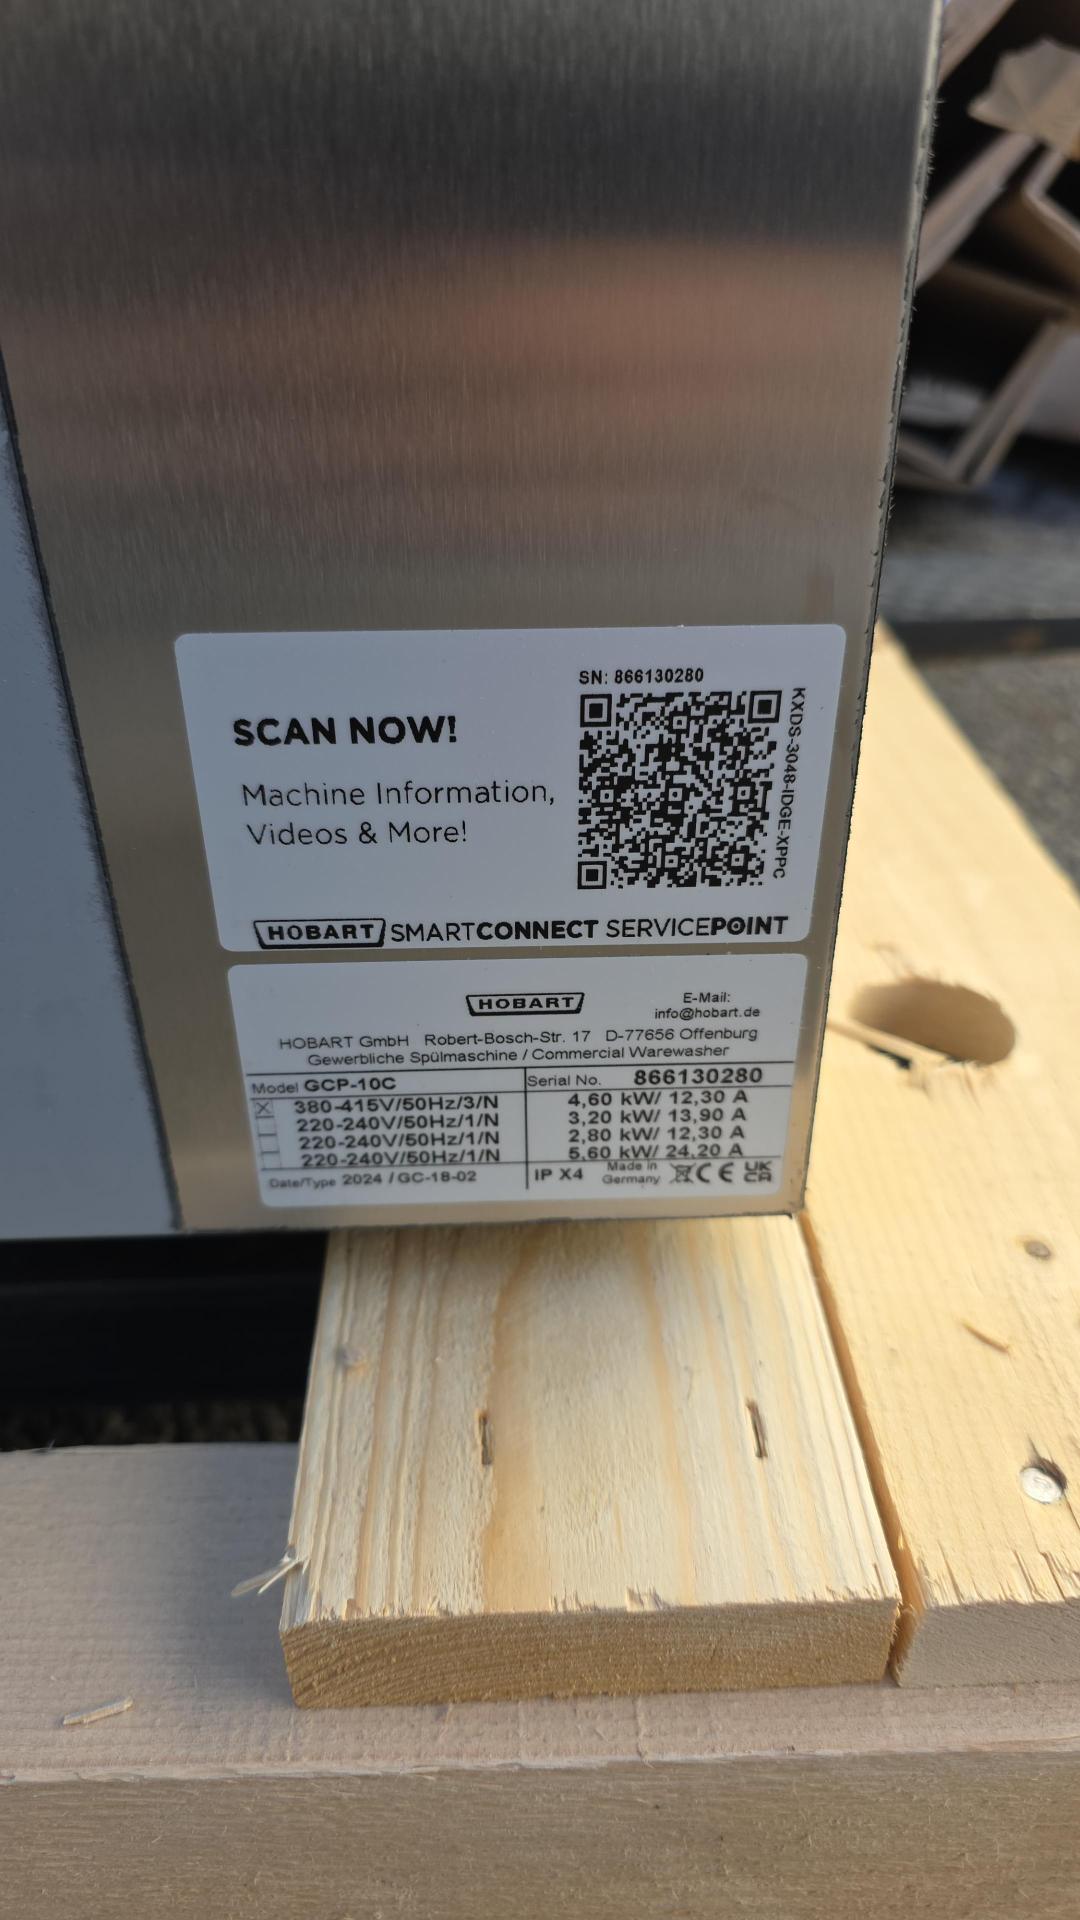 SN: 866130280
SCAN NOW!
Machine Information,
Videos & More!
KXDS-3048-IDGE-XPPC
HOBART SMARTCONNECT SERVICEPOINT
HOBART
E-Mail:
info@hobart.de
HOBART GmbH Robert-Bosch-Str. 17 D-77656 Offenburg
Gewerbliche Spülmaschine / Commercial Warewasher
Model GCP-10C Serial No. 866130280
380-415V/50Hz/3/N 4,60 kW/ 12,30 A
220-240V/50Hz/1/N 3,20 kW/ 13,90 A
220-240V/50Hz/1/N 2,80 kW/ 12,30 A
220-240V/50Hz/1/N 5,60 kW/ 24,20 A
Date/Type 2024 / GC-18-02 IP X4 Made in Germany CE UKCA